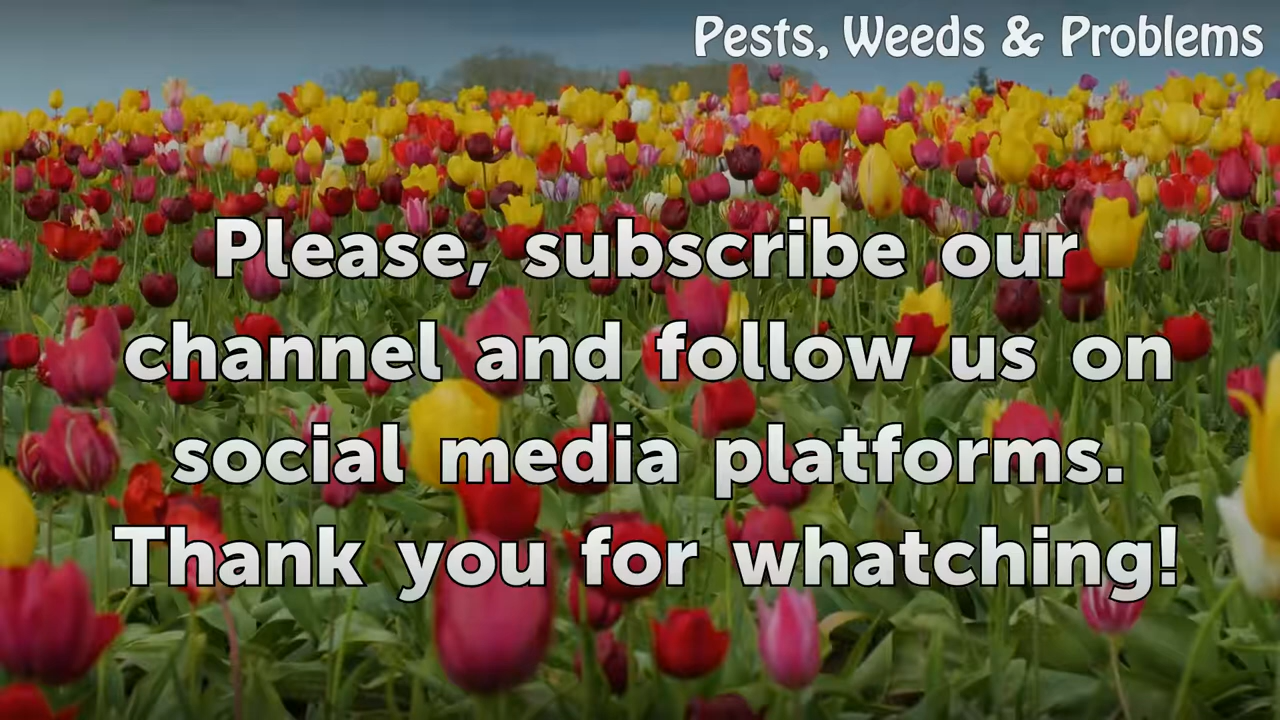 Pests, Weeds & Problems
Please, subscribe our
channel and follow us on
social media platforms.
Thank you for whatching!